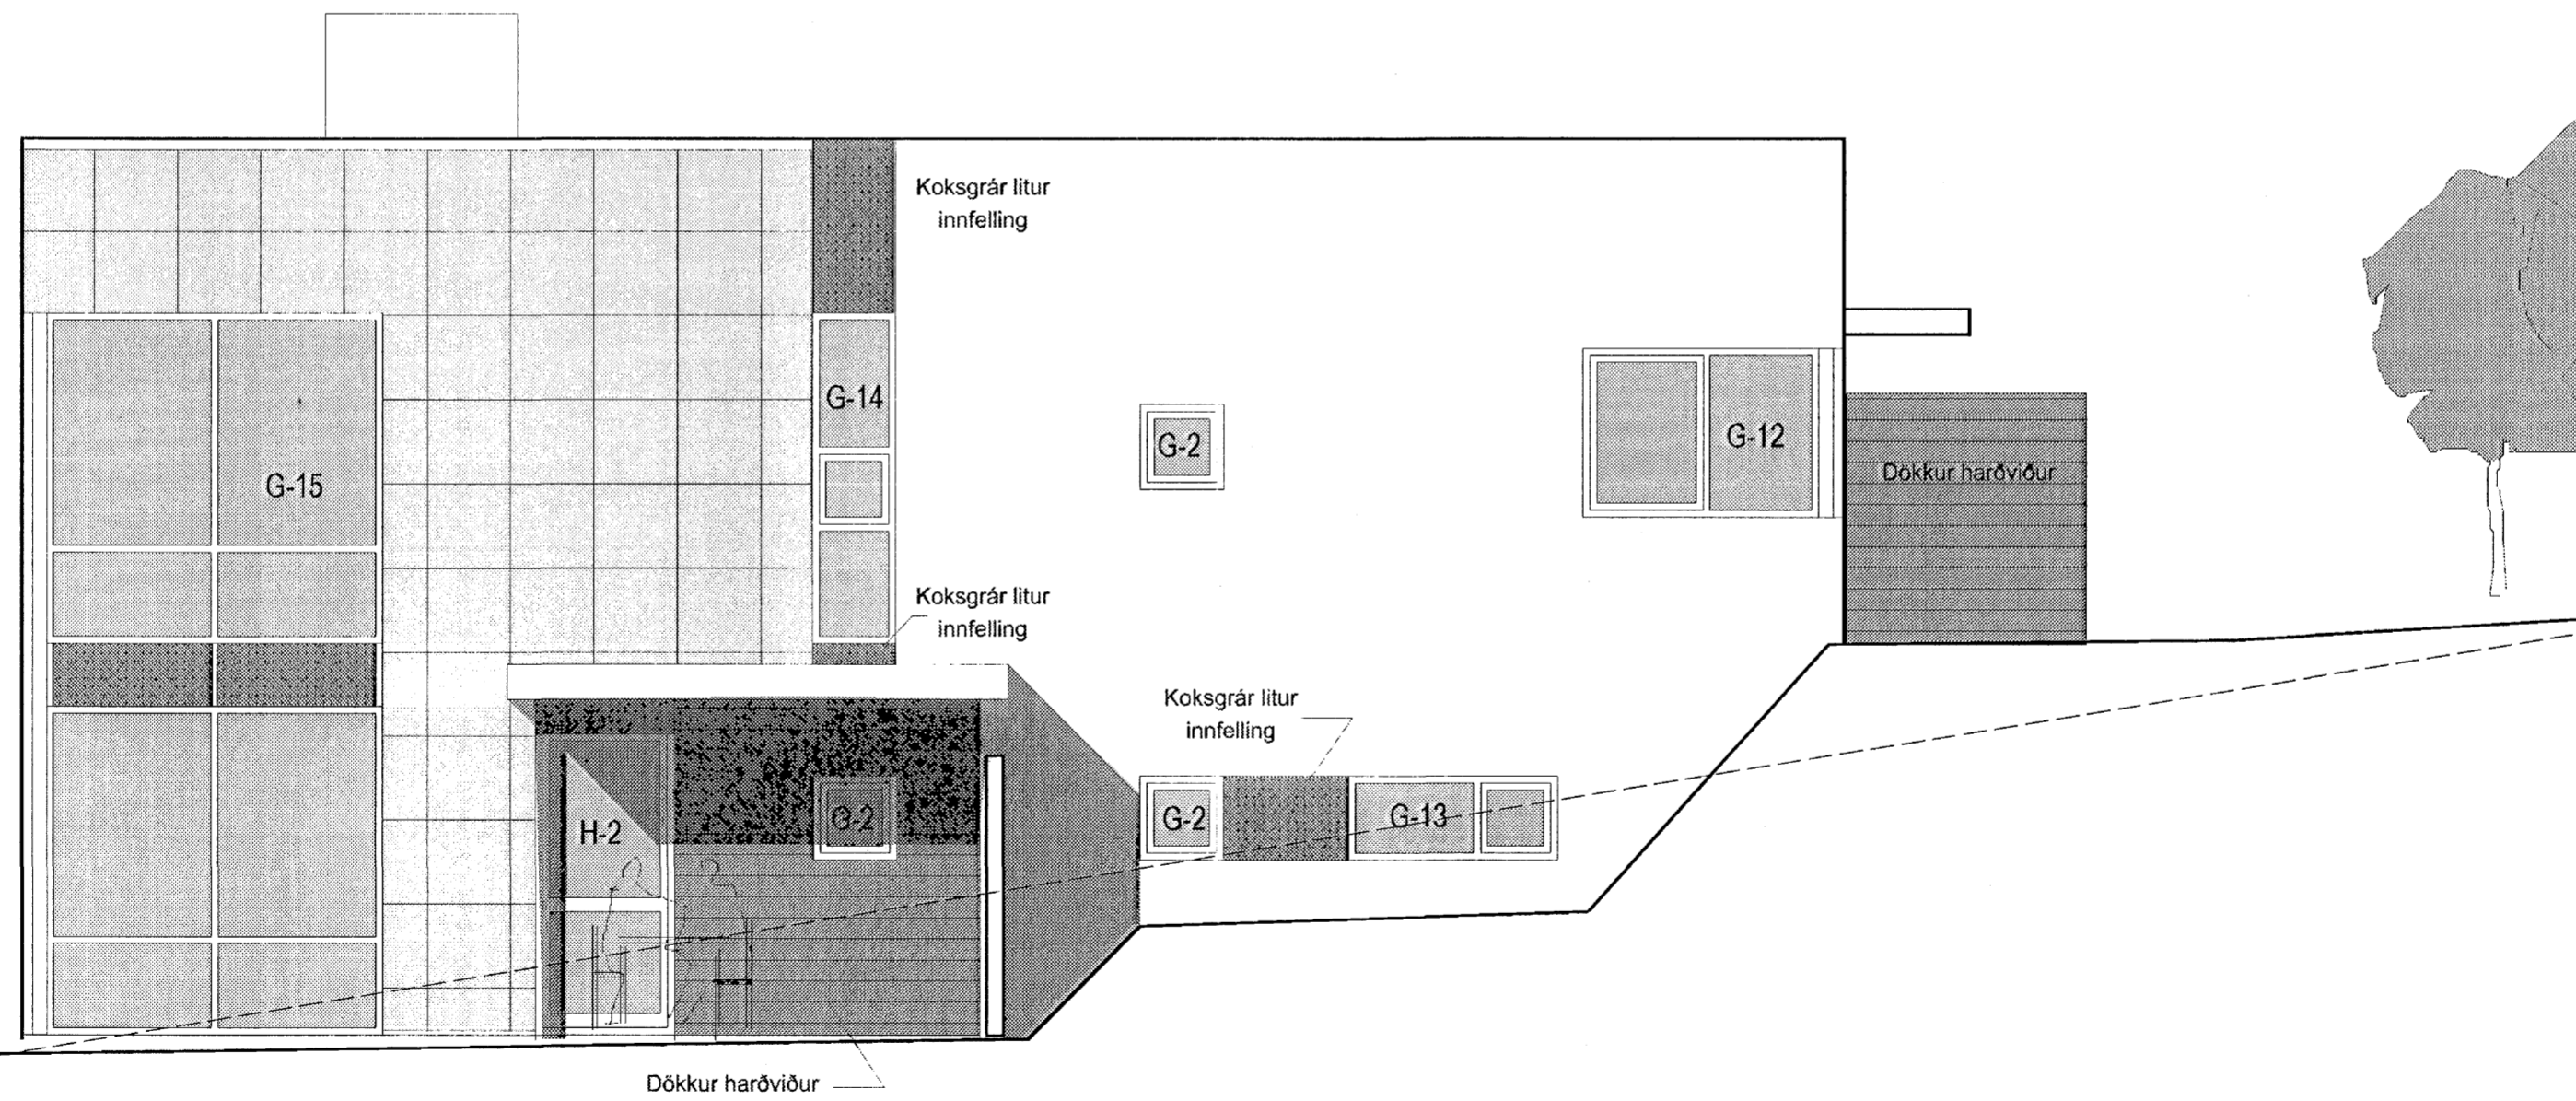 Koksgrár litur
innfelling
G-14
G-2
G-12
G-15
Dökkur harðviður
Koksgrár litur
innfelling
Koksgrár litur
innfelling
H-2
G-2
G-2
G-13
Dökkur harðviður